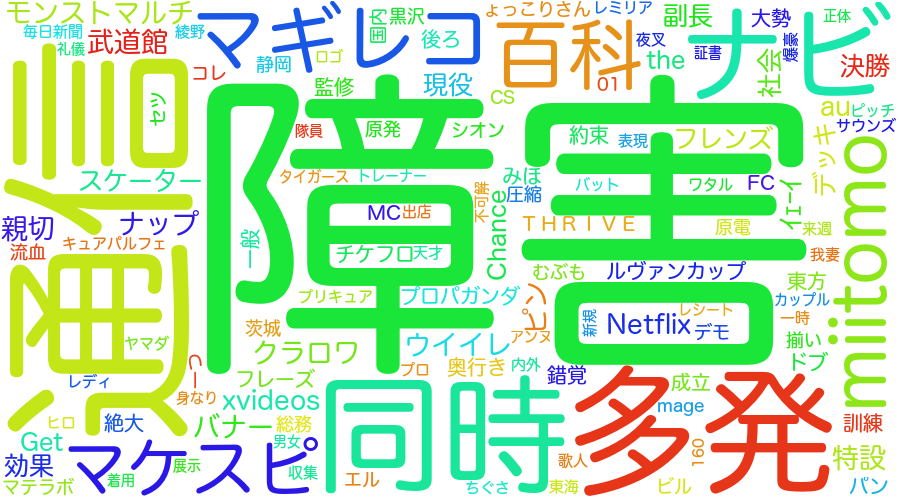 モンストマルチ
毎日新聞
綾野
礼儀
武道館
マギレコ
静岡
ロゴ
コレ
国内
黒沢
後ろ
現役
監修
ょっこりさん
レミリア
百科
01
夜叉
副長
the
大勢
証書
正体
爆豪
社会
ナビ
決勝
au
ピッチ
サウンズ
デッキ
フレンズ
約束
表現
CS
シオン
原発
隊員
セツ
通信
障害
スケーター
親切
ナップ
流血
キュアパルフェ
一般
タイガース
トレーナー
MC
出店
チケフロ
天才
不可能
Chance
みほ
圧縮
バット
ワタル
FC
イェーイ
THRIVE
原電
来週
我妻
miitomo
むぶも
ルヴァンカップ
東方
カップル
一時
プリキュア
プロパガンダ
ピン
新規
Netflix
レシート
デモ
揃い
ドブ
茨城
クラロワ
ウイイレ
アンヌ
ヤマダ
レディ
身なり
フレーズ
プロ
奥行き
内外
錯覚
成立
xvideos
mage
ヒロ
絶大
バナー
総務
男女
Get
効果
マケスピ
同時
多発
訓練
160
特設
マテラボ
着用
展示
収集
エル
ちぐさ
歌人
東海
ビル
パン